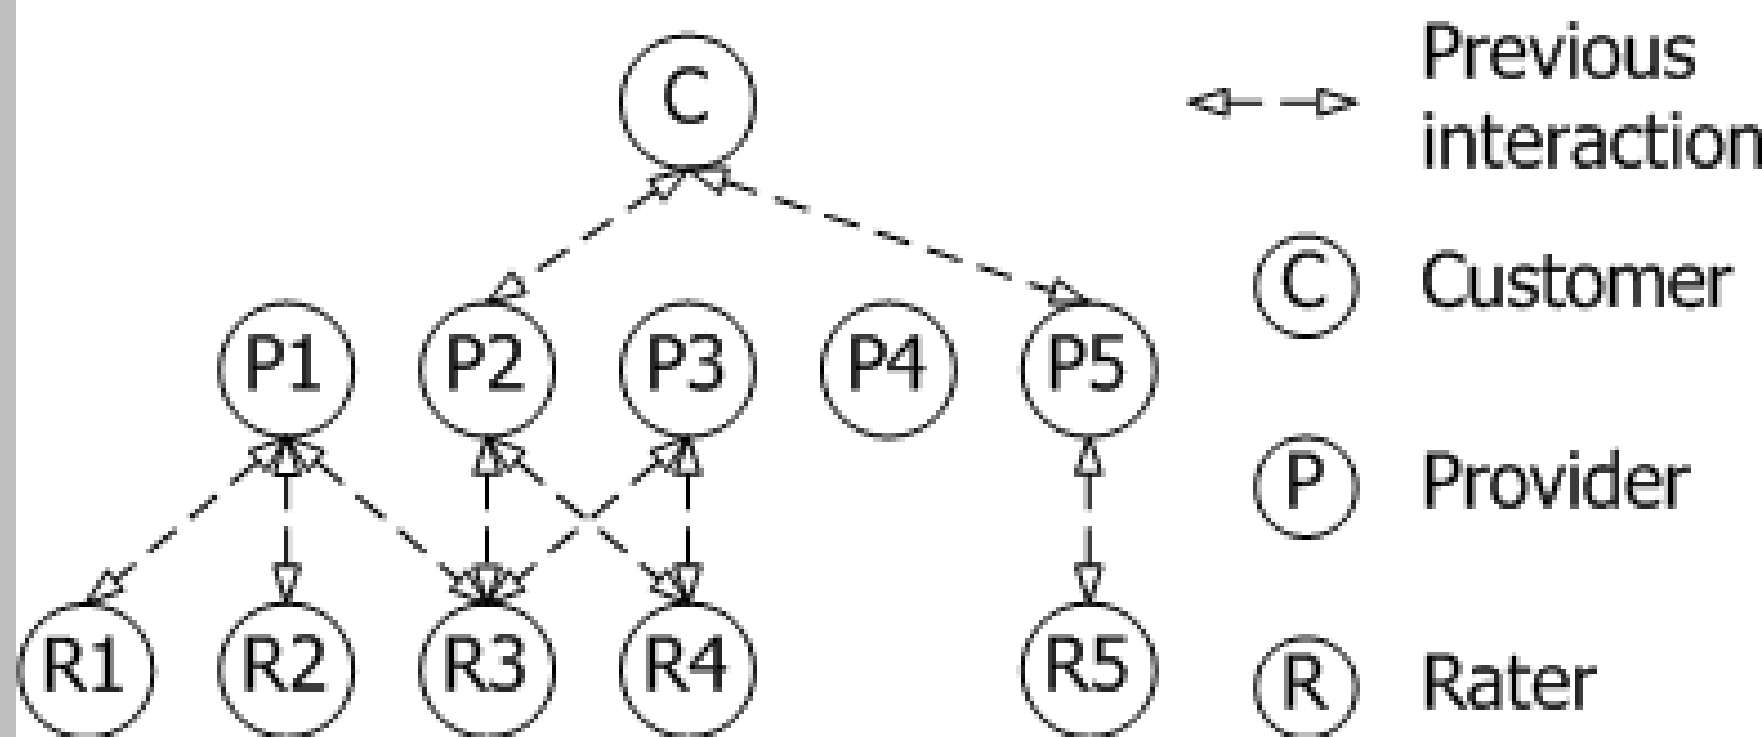 C
Previous
interaction
C Customer
P1 P2 P3 P4 P5
P Provider
R1 R2 R3 R4 R5
R Rater